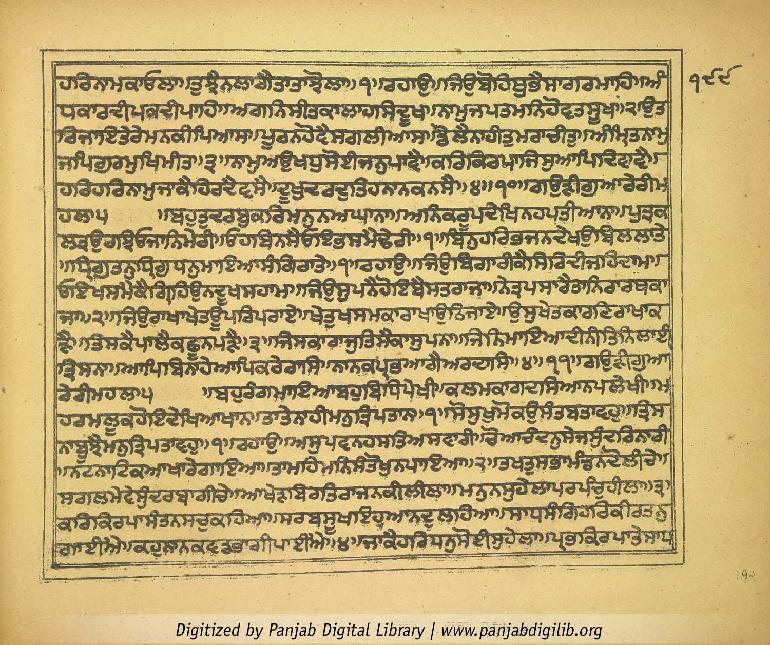 ਹਰਿਨਾਮਕਾਓਲਾ॥ਤੁਝੈਨਲਾਗੈਤਾਤਾਝੋਲਾ॥੧॥ਰਹਾਉ॥ਜਿਉਬੋਹਿਥੁਭੈਸਾਗਰਮਾਹਿ॥ਅੰ
੧੯੯
ਧਕਾਰਦੀਪਕਦੀਪਾਹਿ॥ਅਗਨਿਸੀਤਕਾਲਾਹਸਿਦੂਖ॥ਨਾਮੁਜਪਤਮਨਿਹੋਵਤਸੂਖ॥੨॥ਉਤ
ਰਿਜਾਇਤੇਰੇਮਨਕੀਪਿਆਸ॥ਪੂਰਨਹੋਵੈਸਗਲੀਆਸ॥ਡੋਲੈਨਾਹੀਤੁਮਰਾਚੀਤੁ॥ਅੰਮ੍ਰਿਤਨਾਮੁ
ਜਪਿਗੁਰਮੁਖਿਮੀਤ॥੩॥ਨਾਮੁਅਉਖਧੁਸੋਈਜਨੁਪਾਵੈ॥ਕਰਿਕਿਰਪਾਜਿਸੁਆਪਿਦਿਵਾਵੈ॥
ਹਰਿਹਰਿਨਾਮੁਜਾਕੈਹਿਰਦੈਵਸੈ॥ਦੂਖੁਦਰਦੁਤਿਹਨਾਨਕਨਸੈ॥੪॥੧੦॥ਗਉੜੀਗੁਆਰੇਰੀਮ
ਹਲਾ੫ ॥ਬਹੁਤੁਦਰਬੁਕਰਿਮਨੁਨਅਘਾਨਾ॥ਅਨਿਕਰੂਪਦੇਖਿਨਹਪਤੀਆਨਾ॥ਪੁਤ੍ਰਕ
ਲਤ੍ਰਉਰਝਿਓਜਾਨਿਮੇਰੀ॥ਓਹਬਿਨਸੈਓਇਭਸਮੈਢੇਰੀ॥੧॥ਬਿਨੁਹਰਿਭਜਨਦੇਖਉਬਿਲਲਾਤੇ
॥ਧ੍ਰਿਗੁਤਨੁਧ੍ਰਿਗੁਧਨੁਮਾਇਆਸੰਗਿਰਾਤੇ॥੧॥ਰਹਾਉ॥ਜਿਉਬਿਗਾਰੀਕੈਸਿਰਿਦੀਜਹਿਦਾਮ॥
ਓਇਖਸਮੈਕੈਗ੍ਰਿਹਿਉਨਦੂਖਸਹਾਮ॥ਜਿਉਸੁਪਨੈਹੋਇਬੈਸਤਰਾਜਾ॥ਨੇਤ੍ਰਪਸਾਰੈਤਾਨਿਰਾਰਥਕਾ
ਜਾ॥੨॥ਜਿਉਰਾਖਾਖੇਤਊਪਰਿਪਰਾਏ॥ਖੇਤੁਖਸਮਕਾਰਾਖਾਉਠਿਜਾਏ॥ਉਸੁਖੇਤਕਾਰਣਿਰਾਖਾਕ
ੜੈ॥ਤਿਸਕੈਪਾਲੈਕਛੂਨਪੜੈ॥੩॥ਜਿਸਕਾਰਾਜੁਤਿਸੈਕਾਸੁਪਨਾ॥ਜਿਨਿਮਾਇਆਦੀਨੀਤਿਨਿਲਾਈ
ਤ੍ਰਿਸਨਾ॥ਆਪਿਬਿਨਾਹੇਆਪਿਕਰੇਰਾਸਿ॥ਨਾਨਕਪ੍ਰਭਆਗੈਅਰਦਾਸਿ॥੪॥੧੧॥ਗਉੜੀਗੁਆ
ਰੇਰੀਮਹਲਾ੫ ॥ਬਹੁਰੰਗਮਾਇਆਬਹੁਬਿਧਿਪੇਖੀ॥ਕਲਮਕਾਗਦਸਿਆਨਪਲੇਖੀ॥ਮ
ਹਰਮਲੂਕਹੋਇਦੇਖਿਆਖਾਨ॥ਤਾਤੇਨਾਹੀਮਨੁਤ੍ਰਿਪਤਾਨ॥੧॥ਸੋਸੁਖੁਮੋਕਉਸੰਤਬਤਾਵਹੁ॥ਤ੍ਰਿਸ
ਨਾਬੂਝੈਮਨੁਤ੍ਰਿਪਤਾਵਹੁ॥੧॥ਰਹਾਉ॥ਅਸੁਪਵਨਹਸਤਿਅਸਵਾਰੀ॥ਚੋਆਚੰਦਨੁਸੇਜਸੁੰਦਰਿਨਾਰੀ
॥ਨਟਨਾਟਿਕਆਖਾਰੇਗਾਇਆ॥ਤਾਮਹਿਮਨਿਸੰਤੋਖੁਨਪਾਇਆ॥੨॥ਤਖਤੁਸਭਾਮੰਡਨਦੋਲੀਚੇ॥
ਸਗਲਮੇਵੇਸੁੰਦਰਬਾਗੀਚੇ॥ਆਖੇੜਬਿਰਤਿਰਾਜਨਕੀਲੀਲਾ॥ਮਨੁਨਸੁਹੇਲਾਪਰਪੰਚੁਹੀਲਾ॥੩॥
ਕਰਿਕਿਰਪਾਸੰਤਨਸਚੁਕਹਿਆ॥ਸਰਬਸੂਖਇਹੁਆਨੰਦੁਲਹਿਆ॥ਸਾਧਸੰਗਿਹਰਿਕੀਰਤਨੁ
ਗਾਈਐ॥ਕਹੁਨਾਨਕਵਡਭਾਗੀਪਾਈਐ॥੪॥ਜਾਕੈਹਰਿਧਨੁਸੋਈਸੁਹੇਲਾ॥ਪ੍ਰਭਕਿਰਪਾਤੇਸਾਧ
Digitized by Panjab Digital Library | www.panjabdigilib.org